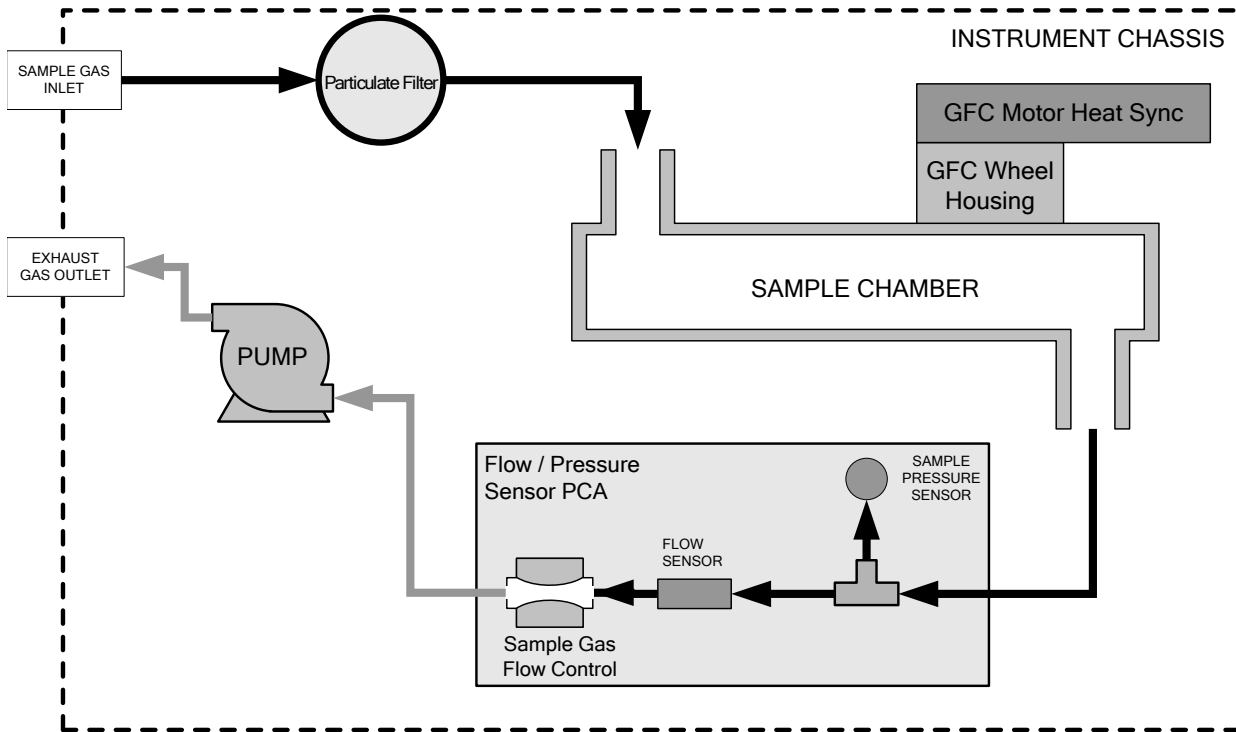 INSTRUMENT CHASSIS
SAMPLE GAS
INLET
Particulate Filter
GFC Motor Heat Sync
GFC Wheel
Housing
EXHAUST
GAS OUTLET
SAMPLE CHAMBER
PUMP
Flow / Pressure
Sensor PCA
SAMPLE
PRESSURE
SENSOR
FLOW
SENSOR
Sample Gas
Flow Control